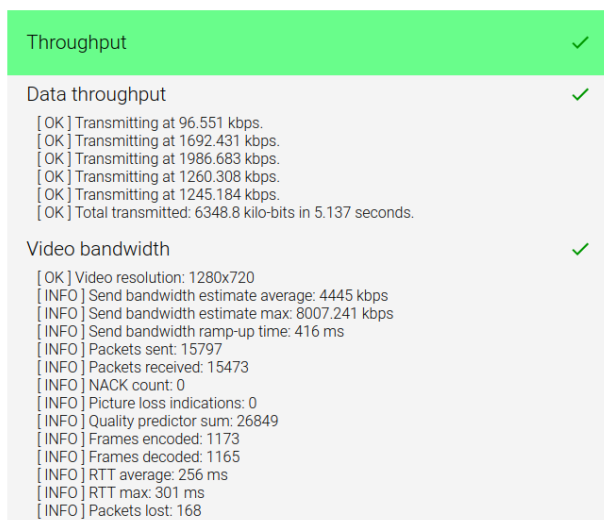 Throughput
Data throughput
[ OK ] Transmitting at 96.551 kbps.
[ OK ] Transmitting at 1692.431 kbps.
[ OK ] Transmitting at 1986.683 kbps.
[ OK ] Transmitting at 1260.308 kbps.
[ OK ] Transmitting at 1245.184 kbps.
[ OK ] Total transmitted: 6348.8 kilo-bits in 5.137 seconds.
Video bandwidth
[ OK ] Video resolution: 1280x720
[ INFO ] Send bandwidth estimate average: 4445 kbps
[ INFO ] Send bandwidth estimate max: 8007.241 kbps
[ INFO ] Send bandwidth ramp-up time: 416 ms
[ INFO ] Packets sent: 15797
[ INFO ] Packets received: 15473
[ INFO ] NACK count: 0
[ INFO ] Picture loss indications: 0
[ INFO ] Quality predictor sum: 26849
[ INFO ] Frames encoded: 1173
[ INFO ] Frames decoded: 1165
[ INFO ] RTT average: 256 ms
[ INFO ] RTT max: 301 ms
[ INFO ] Packets lost: 168